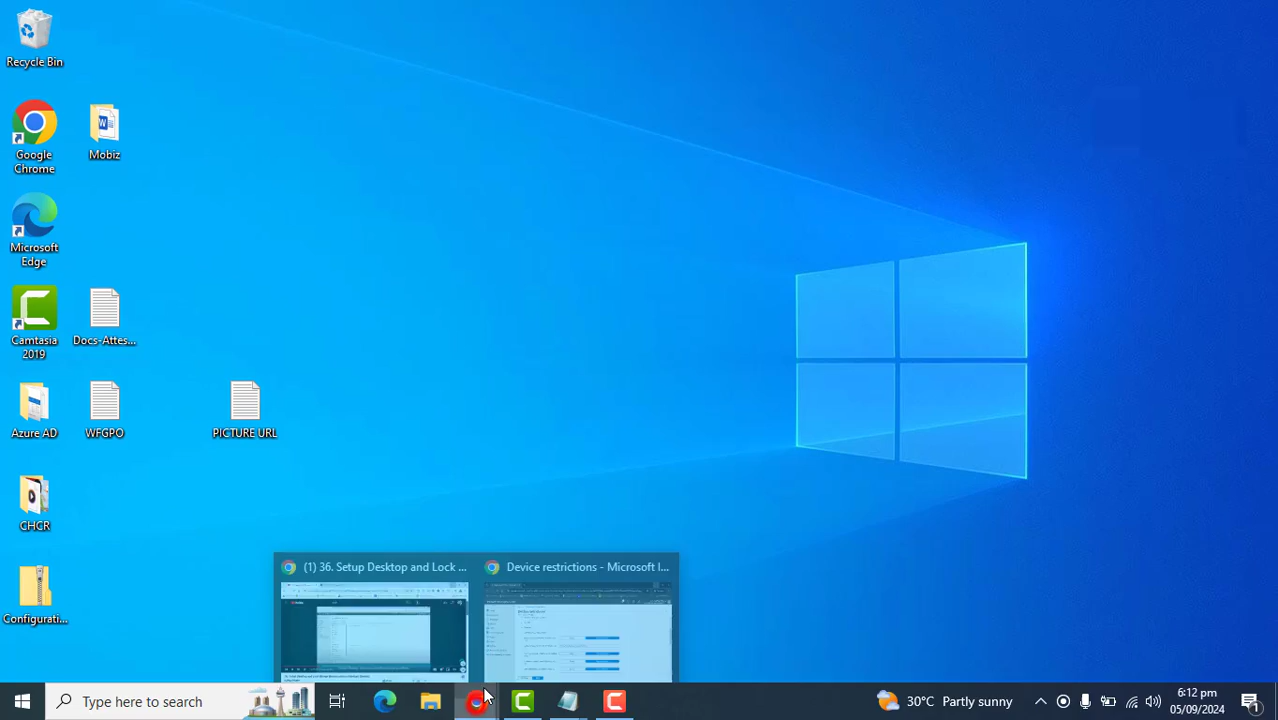 Recycle Bin
Google
Chrome
Mobiz
Microsoft
Edge
Camtasia
2019
Docs-Attes...
Azure AD
WFGPO
PICTURE URL
CHCR
Configurati...
(1) 36. Setup Desktop and Lock ...
Device restrictions - Microsoft I...
Type here to search
30°C Partly sunny
6:12 pm
05/09/2024
1